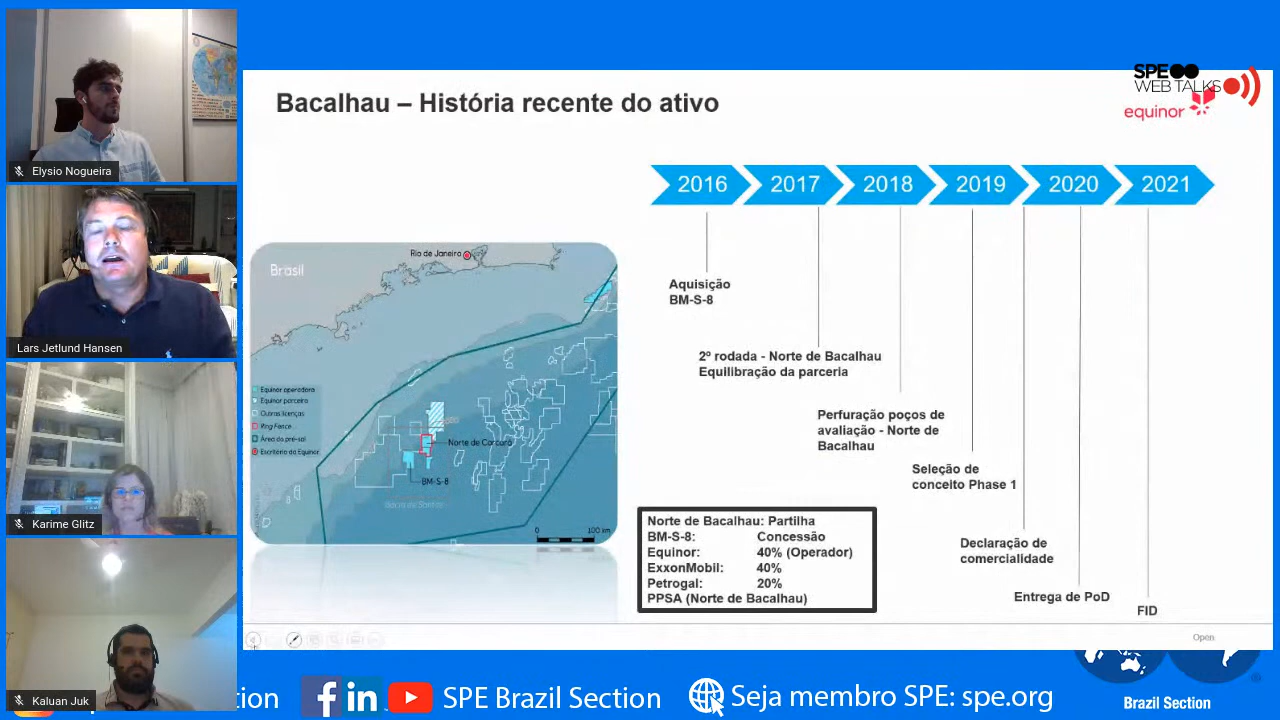 Elysio Nogueira
Lars Jetlund Hansen
Karime Glitz
Kaluan Juk
Bacalhau – História recente do ativo
SPE
WEB TALKS
equinor
2016
2017
2018
2019
2020
2021
Aquisição
BM-S-8
2º rodada - Norte de Bacalhau
Equilibração da parceria
Perfuração poços de
avaliação - Norte de
Bacalhau
Seleção de
conceito Phase 1
Declaração de
comercialidade
Entrega de PoD
FID
Brasil
Rio de Janeiro
Equinor operadora
Equinor parceira
Outras licenças
Ring Fence
Área do pré-sal
Escritório da Equinor
Norte de Carcará
BM-S-8
Bacia de Santos
0 100 km
Norte de Bacalhau: Partilha
BM-S-8: Concessão
Equinor: 40% (Operador)
ExxonMobil: 40%
Petrogal: 20%
PPSA (Norte de Bacalhau)
Open
ction
SPE Brazil Section
Seja membro SPE: spe.org
Brazil Section